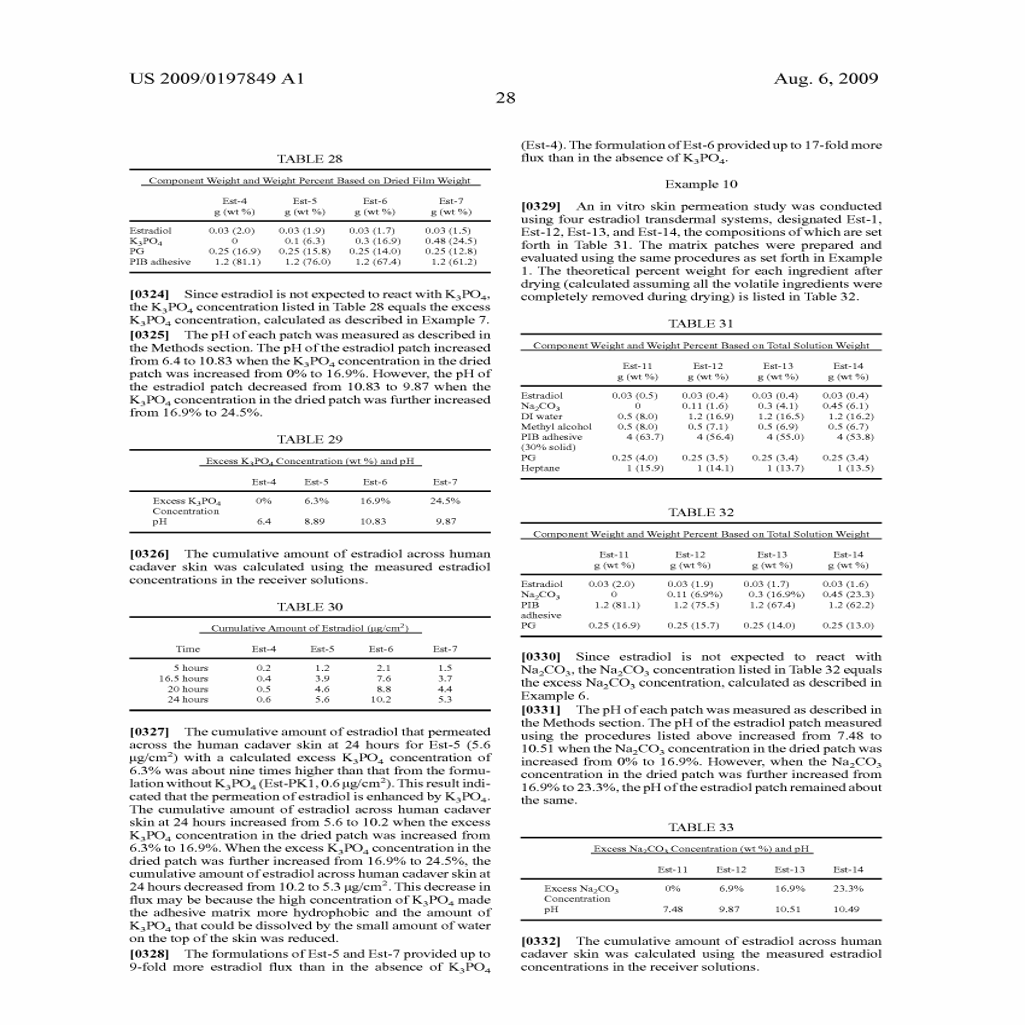 US 2009/0197849 A1
Aug. 6, 2009
28
TABLE 28
Component Weight and Weight Percent Based on Dried Film Weight
Est-4 Est-5 Est-6 Est-7
g (wt %) g (wt %) g (wt %) g (wt %)
Estradiol 0.03 (2.0) 0.03 (1.9) 0.03 (1.7) 0.03 (1.5)
K₃PO₄ 0 0.1 (6.3) 0.3 (16.9) 0.48 (24.5)
PG 0.25 (16.9) 0.25 (15.8) 0.25 (14.0) 0.25 (12.8)
PIB adhesive 1.2 (81.1) 1.2 (76.0) 1.2 (67.4) 1.2 (61.2)
[0324] Since estradiol is not expected to react with K₃PO₄,
the K₃PO₄ concentration listed in Table 28 equals the excess
K₃PO₄ concentration, calculated as described in Example 7.
[0325] The pH of each patch was measured as described in
the Methods section. The pH of the estradiol patch increased
from 6.4 to 10.83 when the K₃PO₄ concentration in the dried
patch was increased from 0% to 16.9%. However, the pH of
the estradiol patch decreased from 10.83 to 9.87 when the
K₃PO₄ concentration in the dried patch was further increased
from 16.9% to 24.5%.
TABLE 29
Excess K₃PO₄ Concentration (wt %) and pH
Est-4 Est-5 Est-6 Est-7
Excess K₃PO₄ 0% 6.3% 16.9% 24.5%
Concentration
pH 6.4 8.89 10.83 9.87
[0326] The cumulative amount of estradiol across human
cadaver skin was calculated using the measured estradiol
concentrations in the receiver solutions.
TABLE 30
Cumulative Amount of Estradiol (μg/cm²)
Time Est-4 Est-5 Est-6 Est-7
5 hours 0.2 1.2 2.1 1.5
16.5 hours 0.4 3.9 7.6 3.7
20 hours 0.5 4.6 8.8 4.4
24 hours 0.6 5.6 10.2 5.3
[0327] The cumulative amount of estradiol that permeated
across the human cadaver skin at 24 hours for Est-5 (5.6
μg/cm²) with a calculated excess K₃PO₄ concentration of
6.3% was about nine times higher than that from the formu-
lation without K₃PO₄ (Est-PK1, 0.6 μg/cm²). This result indi-
cated that the permeation of estradiol is enhanced by K₃PO₄.
The cumulative amount of estradiol across human cadaver
skin at 24 hours increased from 5.6 to 10.2 when the excess
K₃PO₄ concentration in the dried patch was increased from
6.3% to 16.9%. When the excess K₃PO₄ concentration in the
dried patch was further increased from 16.9% to 24.5%, the
cumulative amount of estradiol across human cadaver skin at
24 hours decreased from 10.2 to 5.3 μg/cm². This decrease in
flux may be because the high concentration of K₃PO₄ made
the adhesive matrix more hydrophobic and the amount of
K₃PO₄ that could be dissolved by the small amount of water
on the top of the skin was reduced.
[0328] The formulations of Est-5 and Est-7 provided up to
9-fold more estradiol flux than in the absence of K₃PO₄
(Est-4). The formulation of Est-6 provided up to 17-fold more
flux than in the absence of K₃PO₄.
Example 10
[0329] An in vitro skin permeation study was conducted
using four estradiol transdermal systems, designated Est-1,
Est-12, Est-13, and Est-14, the compositions of which are set
forth in Table 31. The matrix patches were prepared and
evaluated using the same procedures as set forth in Example
1. The theoretical percent weight for each ingredient after
drying (calculated assuming all the volatile ingredients were
completely removed during drying) is listed in Table 32.
TABLE 31
Component Weight and Weight Percent Based on Total Solution Weight
Est-11 Est-12 Est-13 Est-14
g (wt %) g (wt %) g (wt %) g (wt %)
Estradiol 0.03 (0.5) 0.03 (0.4) 0.03 (0.4) 0.03 (0.4)
Na₂CO₃ 0 0.11 (1.6) 0.3 (4.1) 0.45 (6.1)
DI water 0.5 (8.0) 1.2 (16.9) 1.2 (16.5) 1.2 (16.2)
Methyl alcohol 0.5 (8.0) 0.5 (7.1) 0.5 (6.9) 0.5 (6.7)
PIB adhesive 4 (63.7) 4 (56.4) 4 (55.0) 4 (53.8)
(30% solid)
PG 0.25 (4.0) 0.25 (3.5) 0.25 (3.4) 0.25 (3.4)
Heptane 1 (15.9) 1 (14.1) 1 (13.7) 1 (13.5)
TABLE 32
Component Weight and Weight Percent Based on Total Solution Weight
Est-11 Est-12 Est-13 Est-14
g (wt %) g (wt %) g (wt %) g (wt %)
Estradiol 0.03 (2.0) 0.03 (1.9) 0.03 (1.7) 0.03 (1.6)
Na₂CO₃ 0 0.11 (6.9%) 0.3 (16.9%) 0.45 (23.3)
PIB 1.2 (81.1) 1.2 (75.5) 1.2 (67.4) 1.2 (62.2)
adhesive
PG 0.25 (16.9) 0.25 (15.7) 0.25 (14.0) 0.25 (13.0)
[0330] Since estradiol is not expected to react with
Na₂CO₃, the Na₂CO₃ concentration listed in Table 32 equals
the excess Na₂CO₃ concentration, calculated as described in
Example 6.
[0331] The pH of each patch was measured as described in
the Methods section. The pH of the estradiol patch measured
using the procedures listed above increased from 7.48 to
10.51 when the Na₂CO₃ concentration in the dried patch was
increased from 0% to 16.9%. However, when the Na₂CO₃
concentration in the dried patch was further increased from
16.9% to 23.3%, the pH of the estradiol patch remained about
the same.
TABLE 33
Excess Na₂CO₃ Concentration (wt %) and pH
Est-11 Est-12 Est-13 Est-14
Excess Na₂CO₃ 0% 6.9% 16.9% 23.3%
Concentration
pH 7.48 9.87 10.51 10.49
[0332] The cumulative amount of estradiol across human
cadaver skin was calculated using the measured estradiol
concentrations in the receiver solutions.